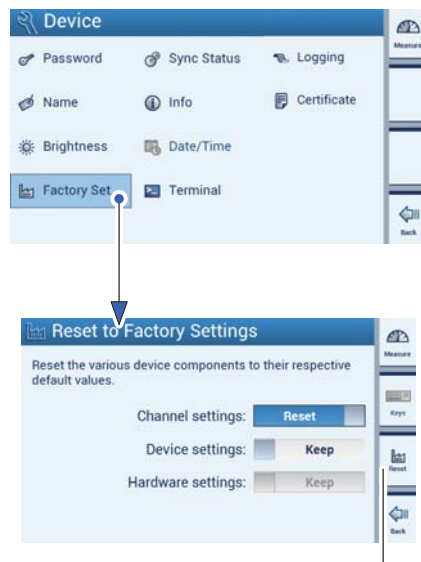 Device
Password
Sync Status
Logging
Measure
Name
Info
Certificate
Brightness
Date/Time
Factory Set
Terminal
Back
Reset to Factory Settings
Measure
Reset the various device components to their respective
default values.
Channel settings:
Reset
Keys
Device settings:
Keep
Reset
Hardware settings:
Keep
Back